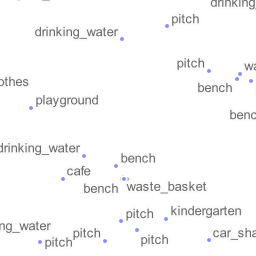 drinking
pitch
drinking_water
pitch
wa
othes
bench
playground
benc
drinking_water
bench
cafe
bench
waste_basket
pitch
kindergarten
ng_water
pitch
pitch
pitch
car_sha